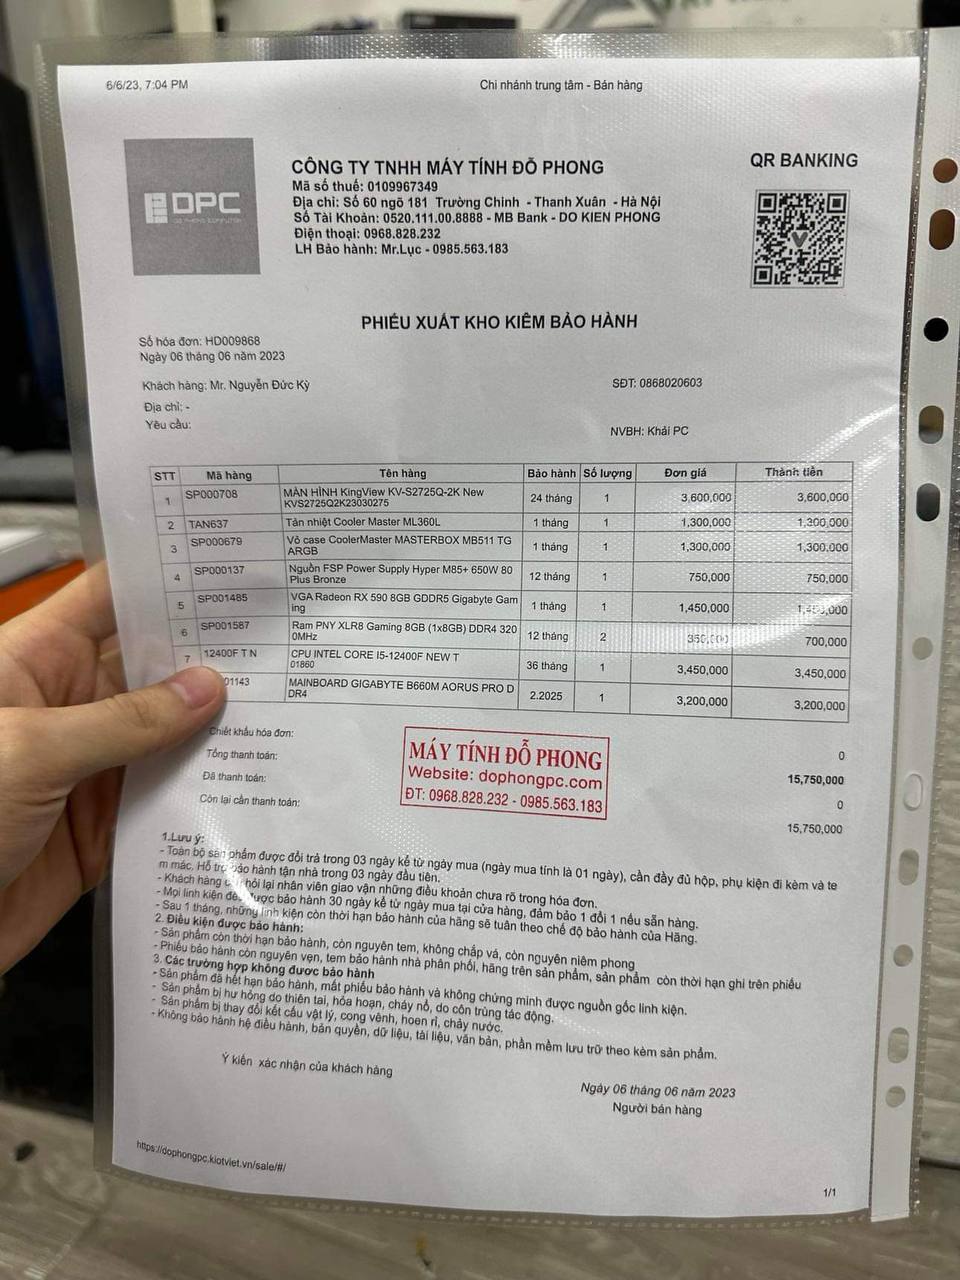 6/6/23, 7:04 PM
Chi nhánh trung tâm - Bán hàng
DPC
CÔNG TY TNHH MÁY TÍNH ĐỖ PHONG
Mã số thuế: 0109967349
Địa chỉ: Số 60 ngõ 181 Trường Chinh - Thanh Xuân - Hà Nội
Số Tài Khoản: 0520.111.00.8888 - MB Bank - DO KIEN PHONG
Điện thoại: 0968.828.232
LH Bảo hành: Mr.Lục - 0985.563.183
QR BANKING
PHIẾU XUẤT KHO KIÊM BẢO HÀNH
Số hóa đơn: HD009868
Ngày 06 tháng 06 năm 2023
Khách hàng: Mr. Nguyễn Đức Kỳ
SĐT: 0868020603
Địa chỉ: -
Yêu cầu:
NVBH: Khải PC
STT Mã hàng Tên hàng Bảo hành Số lượng Đơn giá Thành tiền
1 SP000708 MÀN HÌNH KingView KV-S2725Q-2K New 24 tháng 1 3,600,000 3,600,000
KVS2725Q2K23030275
2 TAN637 Tản nhiệt Cooler Master ML360L 1 tháng 1 1,300,000 1,300,000
3 SP000679 Vỏ case CoolerMaster MASTERBOX MB511 TG 1 tháng 1 1,300,000 1,300,000
ARGB
4 SP000137 Nguồn FSP Power Supply Hyper M85+ 650W 80 12 tháng 1 750,000 750,000
Plus Bronze
5 SP001485 VGA Radeon RX 590 8GB GDDR5 Gigabyte Gam 1 tháng 1 1,450,000 1,450,000
ing
6 SP001587 Ram PNY XLR8 Gaming 8GB (1x8GB) DDR4 320 12 tháng 2 350,000 700,000
0MHz
7 12400F T N CPU INTEL CORE I5-12400F NEW T 36 tháng 1 3,450,000 3,450,000
01860
01143 MAINBOARD GIGABYTE B660M AORUS PRO D 2.2025 1 3,200,000 3,200,000
DR4
Chiết khấu hóa đơn: 0
Tổng thanh toán: 15,750,000
Đã thanh toán: 0
Còn lại cần thanh toán: 15,750,000
MÁY TÍNH ĐỖ PHONG
Website: dophongpc.com
ĐT: 0968.828.232 - 0985.563.183
1.Lưu ý:
- Toàn bộ sản phẩm được đổi trả trong 03 ngày kể từ ngày mua (ngày mua tính là 01 ngày), cần đầy đủ hộp, phụ kiện đi kèm và te
m mác. Hỗ trợ bảo hành tận nhà trong 03 ngày đầu tiên.
- Khách hàng hỏi lại nhân viên giao vận những điều khoản chưa rõ trong hóa đơn.
- Mọi linh kiện được bảo hành 30 ngày kể từ ngày mua tại cửa hàng, đảm bảo 1 đổi 1 nếu sẵn hàng.
- Sau 1 tháng, những linh kiện còn thời hạn bảo hành của hãng sẽ tuân theo chế độ bảo hành của Hãng.
2. Điều kiện được bảo hành:
- Sản phẩm còn thời hạn bảo hành, còn nguyên tem, không chắp vá, còn nguyên niêm phong
- Phiếu bảo hành còn nguyên vẹn, tem bảo hành nhà phân phối, hãng trên sản phẩm, sản phẩm còn thời hạn ghi trên phiếu
3. Các trường hợp không được bảo hành
- Sản phẩm đã hết hạn bảo hành, mất phiếu bảo hành và không chứng minh được nguồn gốc linh kiện.
- Sản phẩm bị hư hỏng do thiên tai, hỏa hoạn, cháy nổ, do côn trùng tác động.
- Sản phẩm bị thay đổi kết cấu vật lý, cong vênh, hoen rỉ, chảy nước.
- Không bảo hành hệ điều hành, bản quyền, dữ liệu, tài liệu, văn bản, phần mềm lưu trữ theo kèm sản phẩm.
Ý kiến xác nhận của khách hàng
Ngày 06 tháng 06 năm 2023
Người bán hàng
https://dophongpc.kiotviet.vn/sale/#/
1/1